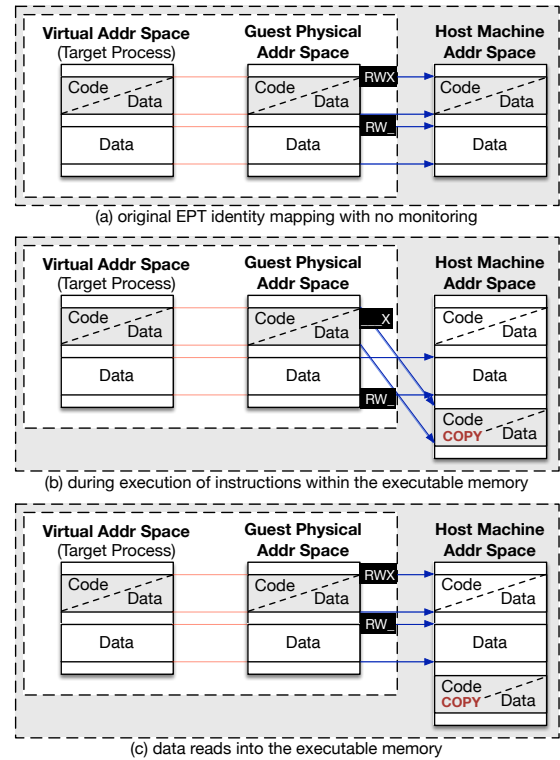 Virtual Addr Space
(Target Process)
Guest Physical
Addr Space
Host Machine
Addr Space
Code
Data
Data
Code
Data
Data
RWX
RW_
Code
Data
Data
(a) original EPT identity mapping with no monitoring
Virtual Addr Space
(Target Process)
Guest Physical
Addr Space
Host Machine
Addr Space
Code
Data
Data
Code
Data
Data
__X
RW_
Code
Data
Data
Code
COPY
Data
(b) during execution of instructions within the executable memory
Virtual Addr Space
(Target Process)
Guest Physical
Addr Space
Host Machine
Addr Space
Code
Data
Data
Code
Data
Data
RWX
RW_
Code
Data
Data
Code
COPY
Data
(c) data reads into the executable memory